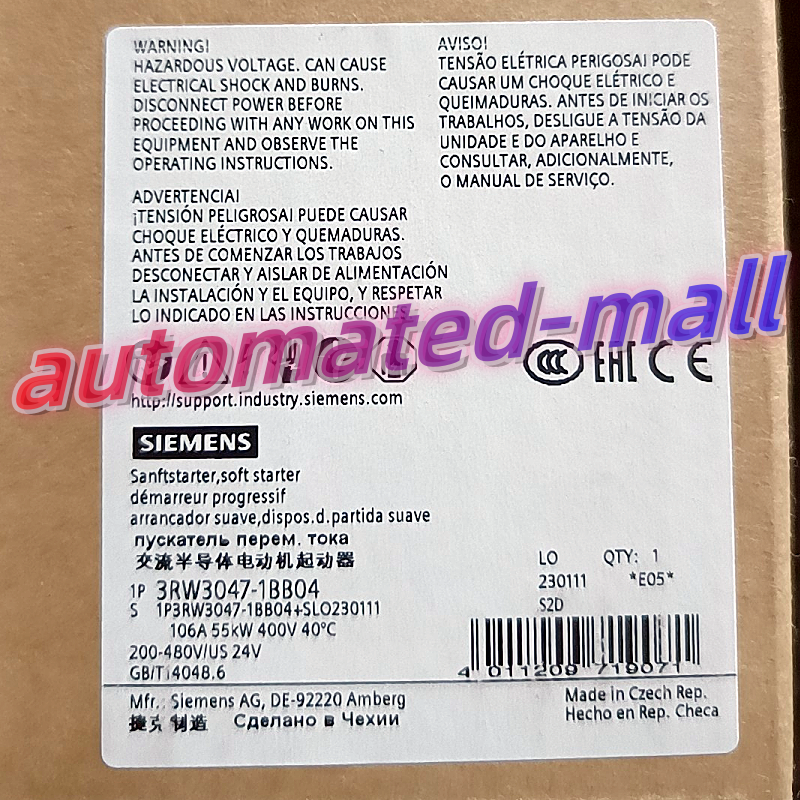 WARNING!
HAZARDOUS VOLTAGE. CAN CAUSE
ELECTRICAL SHOCK AND BURNS.
DISCONNECT POWER BEFORE
PROCEEDING WITH ANY WORK ON THIS
EQUIPMENT AND OBSERVE THE
OPERATING INSTRUCTIONS.
AVISO!
TENSÃO ELÉTRICA PERIGOSA! PODE
CAUSAR UM CHOQUE ELÉTRICO E
QUEIMADURAS. ANTES DE INICIAR OS
TRABALHOS, DESLIGUE A TENSÃO DA
UNIDADE E DO APARELHO E
CONSULTAR, ADICIONALMENTE,
O MANUAL DE SERVIÇO.
ADVERTENCIA!
¡TENSIÓN PELIGROSA! PUEDE CAUSAR
CHOQUE ELÉCTRICO Y QUEMADURAS.
ANTES DE COMENZAR LOS TRABAJOS
DESCONECTAR Y AISLAR DE ALIMENTACIÓN
LA INSTALACIÓN Y EL EQUIPO, Y RESPETAR
LO INDICADO EN LAS INSTRUCCIONES.
automated-mall
CCC EAC CE
http://support.industry.siemens.com
SIEMENS
Sanftstarter,soft starter
démarreur progressif
arrancador suave,dispos.d.partida suave
пускатель перем. тока
交流半导体电动机起动器
1P 3RW3047-1BB04
S 1P3RW3047-1BB04+SLO230111
106A 55kW 400V 40°C
200-480V/US 24V
GB/T14048.6
LO QTY: 1
230111 *E05*
S2D
4 011209 719071
Mfr.: Siemens AG, DE-92220 Amberg
捷克制造 Сделано в Чехии
Made in Czech Rep.
Hecho en Rep. Checa